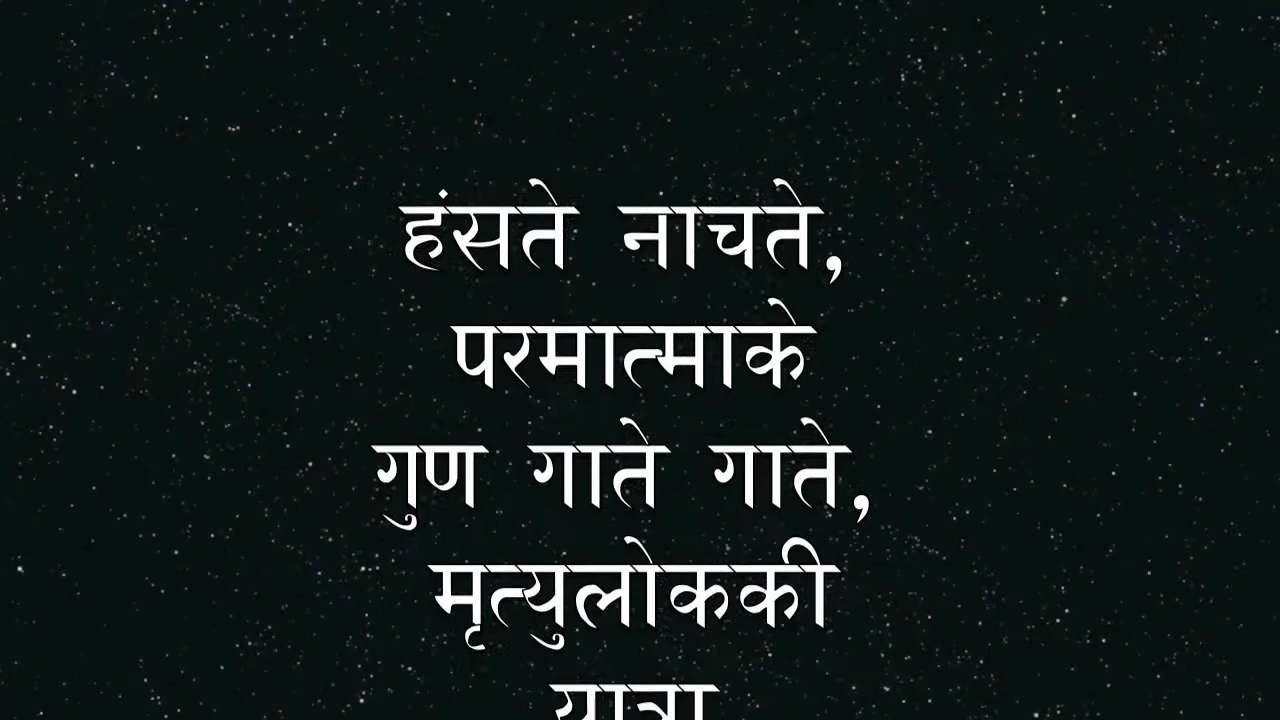 हंसते नाचते,
परमात्माके
गुण गाते गाते,
मृत्युलोककी
यात्रा